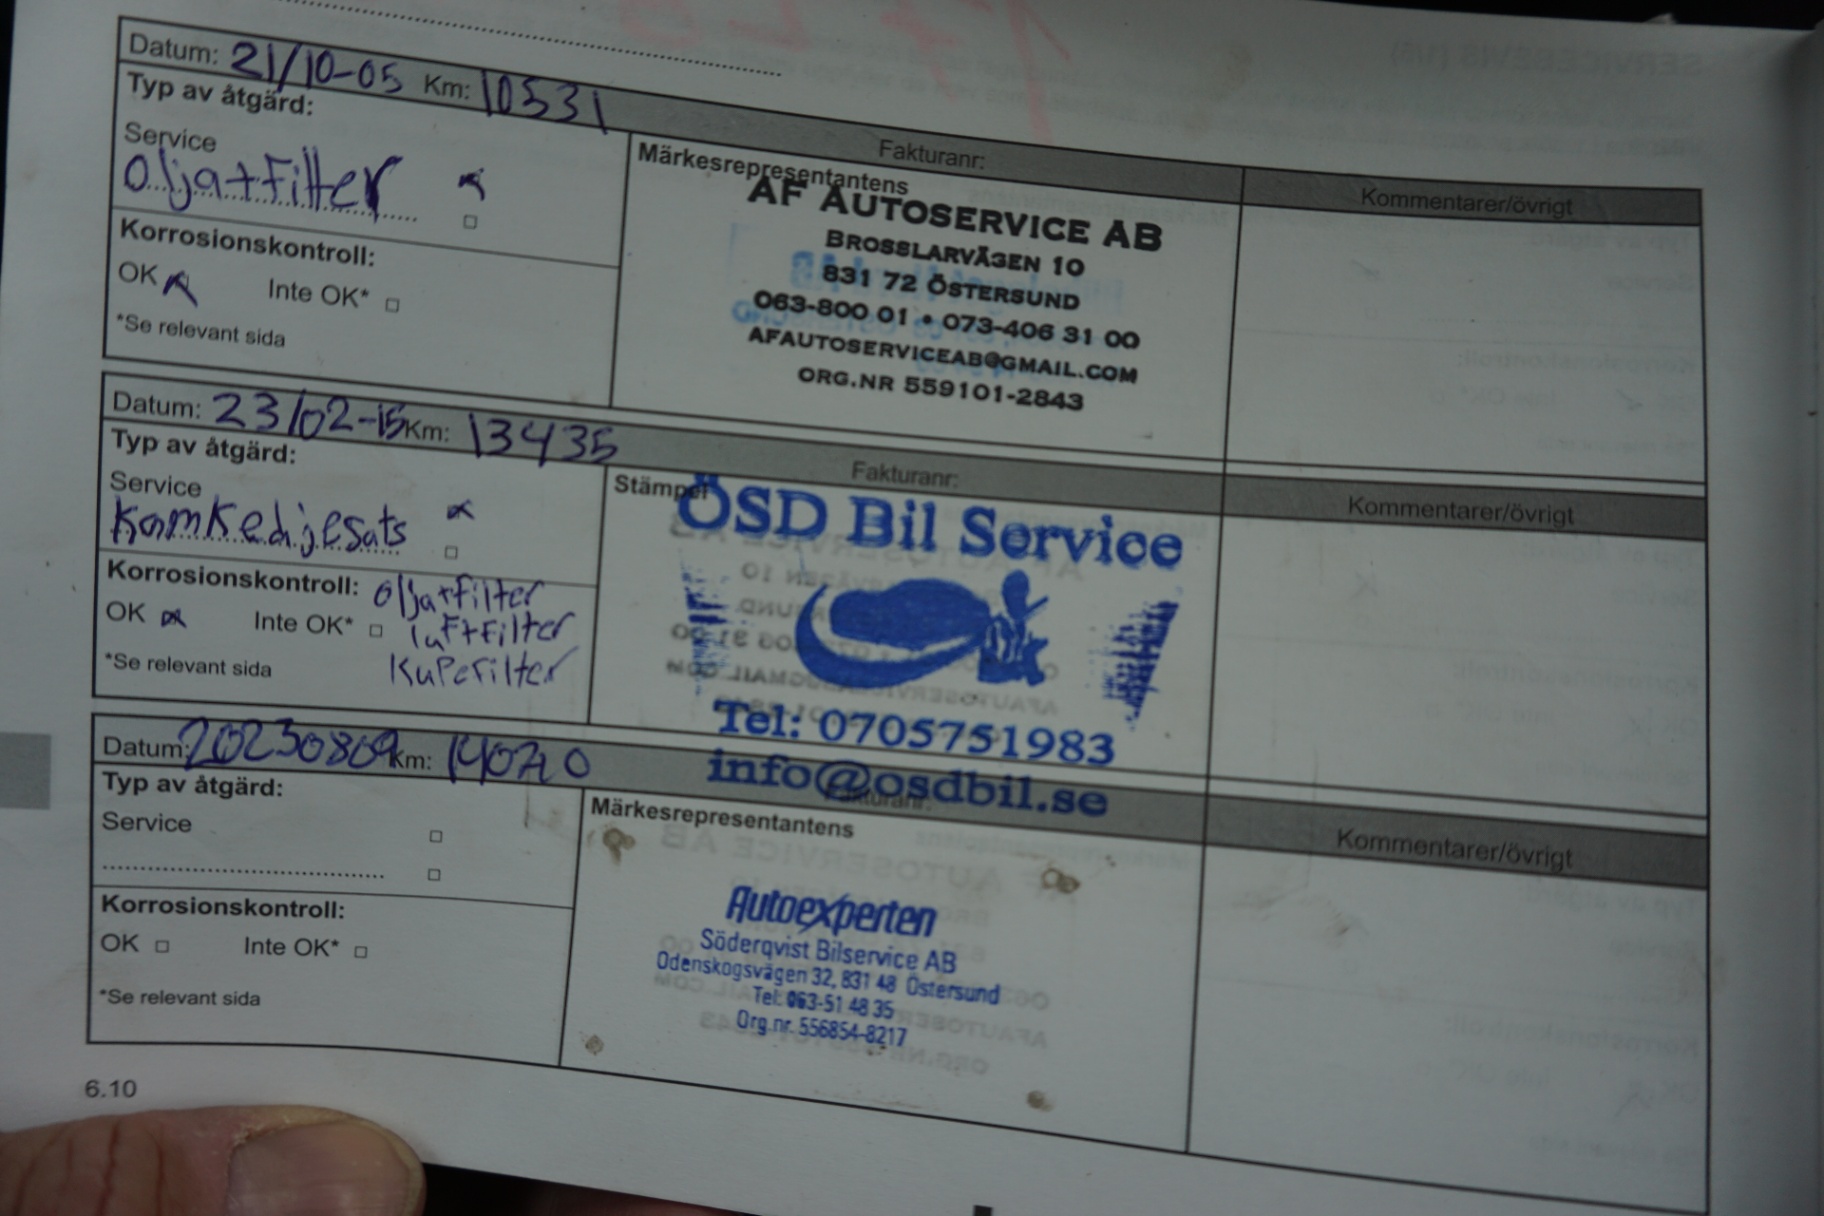 Datum: 21/10-05 Km: 10531
Typ av åtgärd:
Service
Olja+Filter
Korrosionskontroll:
OK Inte OK*
*Se relevant sida
Fakturanr:
Märkesrepresentantens
AF AUTOSERVICE AB
BROSSLARVÄGEN 10
831 72 ÖSTERSUND
063-800 01 • 073-406 31 00
AFAUTOSERVICEAB@GMAIL.COM
ORG.NR 559101-2843
Kommentarer/övrigt
Datum: 23/02-15 Km: 13435
Typ av åtgärd:
Service
Kamkedjesats
Korrosionskontroll: Olja+Filter
OK Inte OK* luftFilter
*Se relevant sida KupeFilter
Fakturanr:
Stämpel
ÖSD Bil Service
Tel: 0705751983
info@osdbil.se
Kommentarer/övrigt
Datum: 20230809 Km: 14070
Typ av åtgärd:
Service
Korrosionskontroll:
OK Inte OK*
*Se relevant sida
Fakturanr:
Märkesrepresentantens
Autoexperten
Söderqvist Bilservice AB
Odenskogsvägen 32, 831 48 Östersund
Tel: 063-51 48 35
Org.nr. 556854-8217
Kommentarer/övrigt
6.10